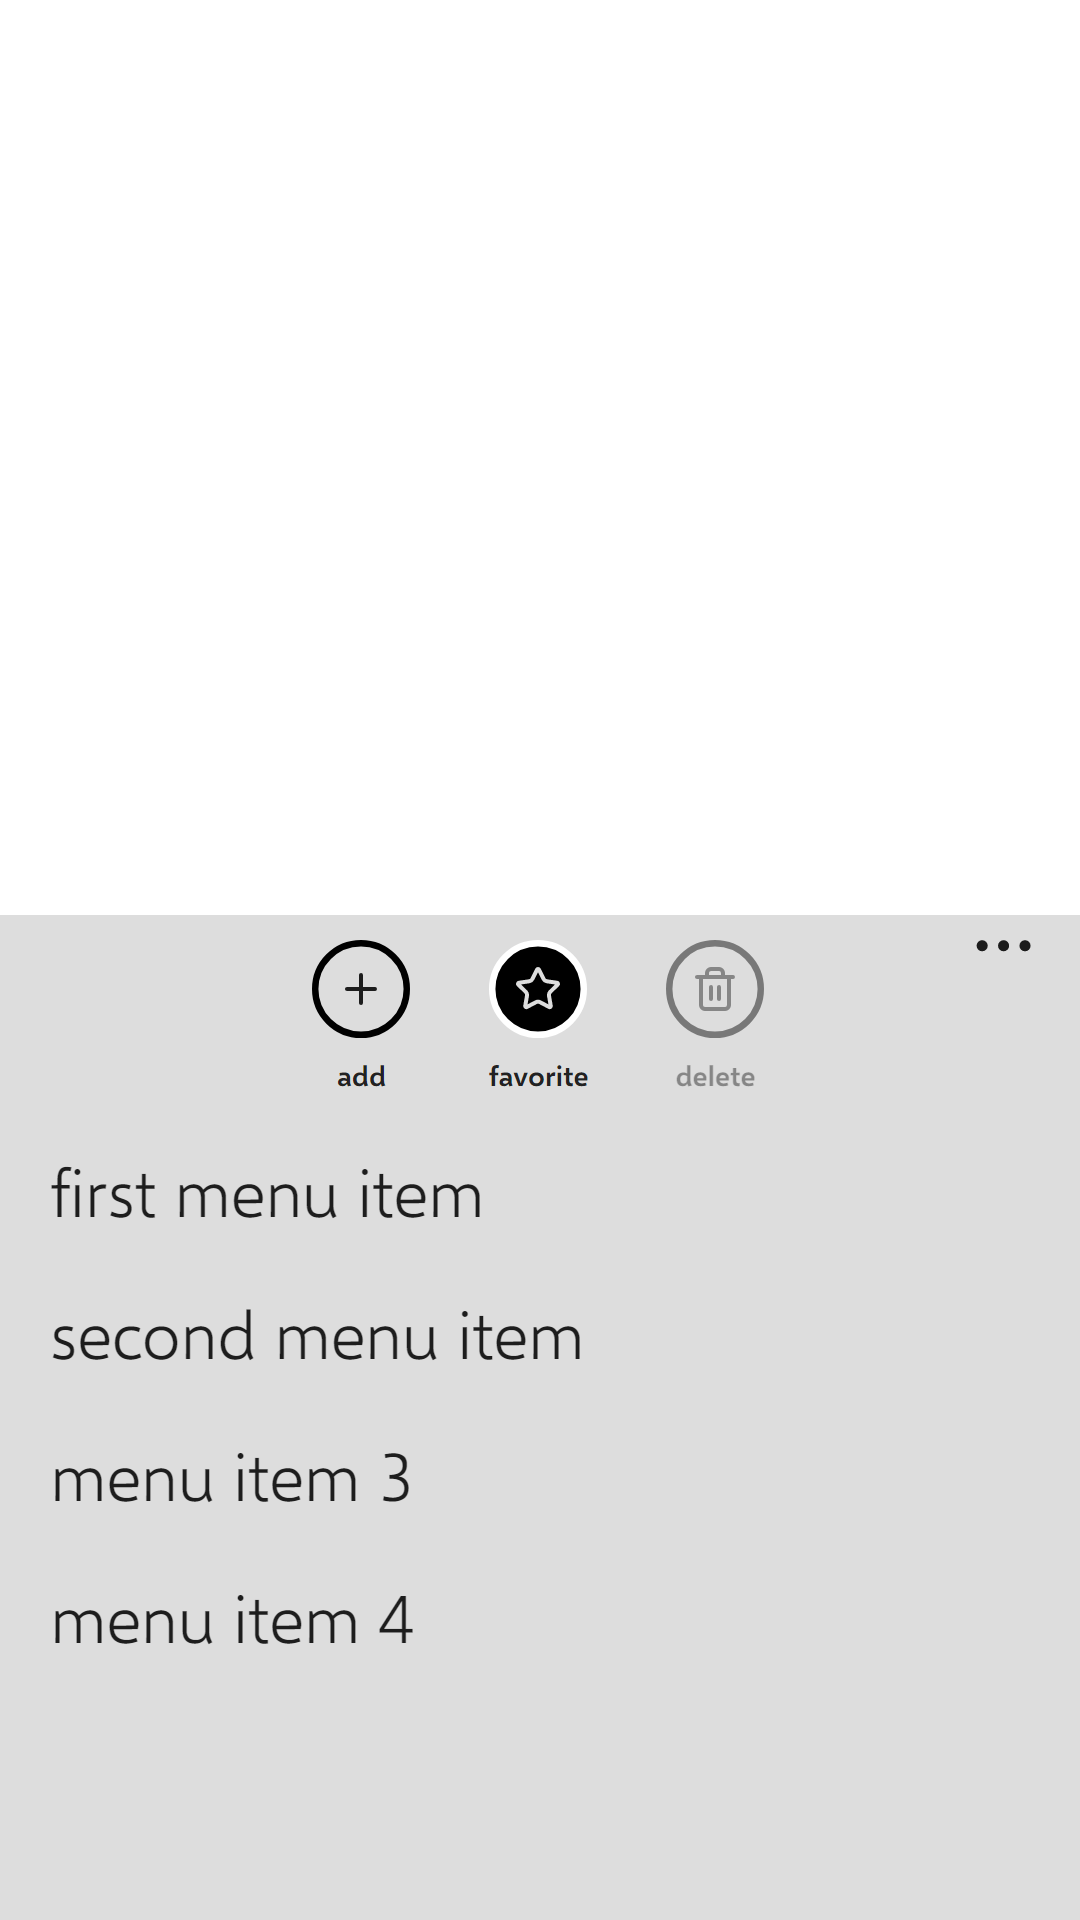 add favorite delete
first menu item
second menu item
menu item 3
menu item 4